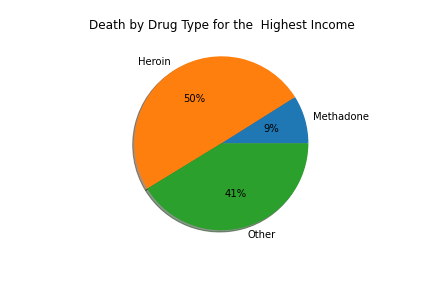 Death by Drug Type for the  Highest Income
Heroin
50%
Methadone
9%
41%
Other